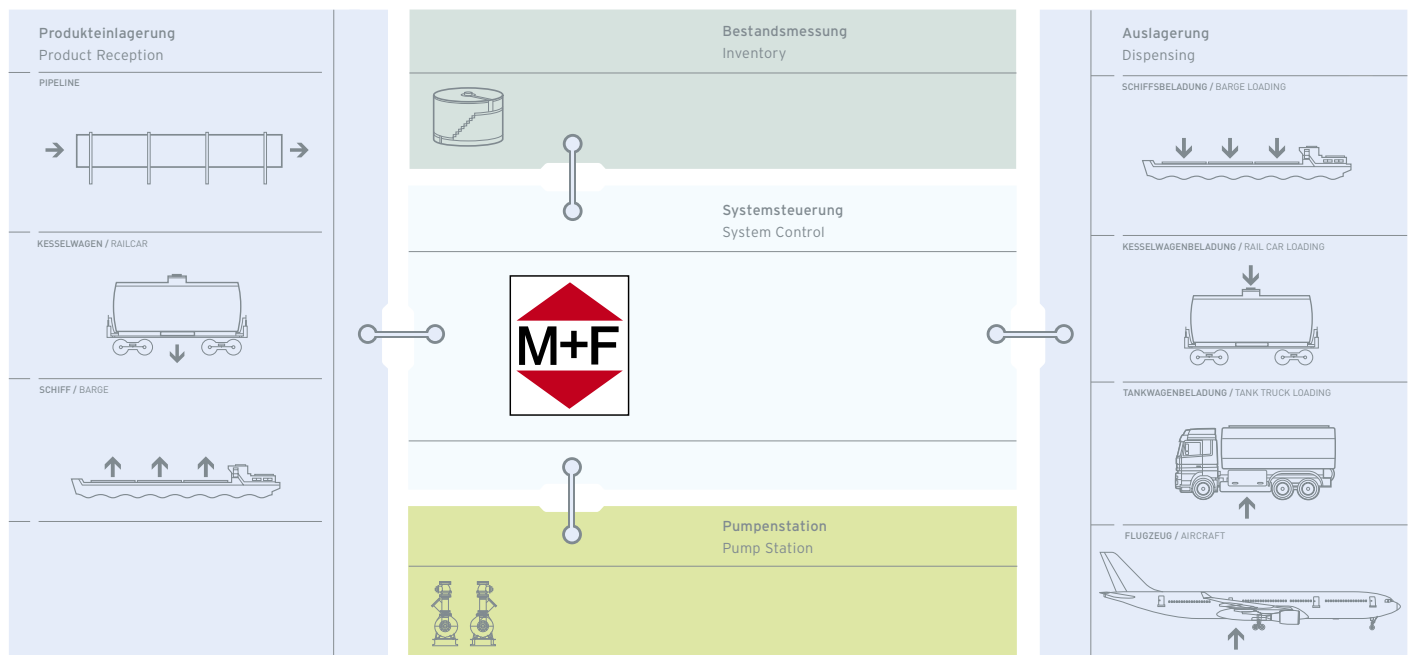 Produkteinlagerung
Product Reception
PIPELINE
KESSELWAGEN / RAILCAR
SCHIFF / BARGE
Bestandsmessung
Inventory
Systemsteuerung
System Control
M+F
Pumpenstation
Pump Station
Auslagerung
Dispensing
SCHIFFSBELADUNG / BARGE LOADING
KESSELWAGENBELADUNG / RAIL CAR LOADING
TANKWAGENBELADUNG / TANK TRUCK LOADING
FLUGZEUG / AIRCRAFT